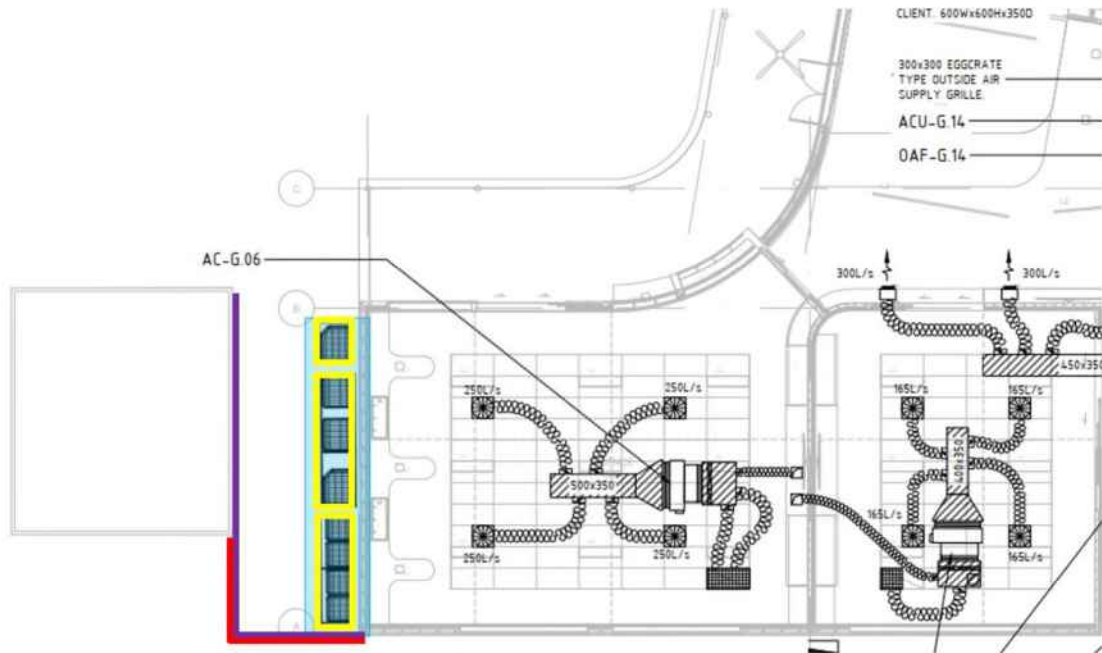 CLIENT. 600Wx600Hx350D
300x300 EGGCRATE
TYPE OUTSIDE AIR
SUPPLY GRILLE.
ACU-G.14
OAF-G.14
C
AC-G.06
300L/s
300L/s
B
450x350
250L/s
250L/s
165L/s
165L/s
400x350
500x350
165L/s
250L/s
250L/s
165L/s
A